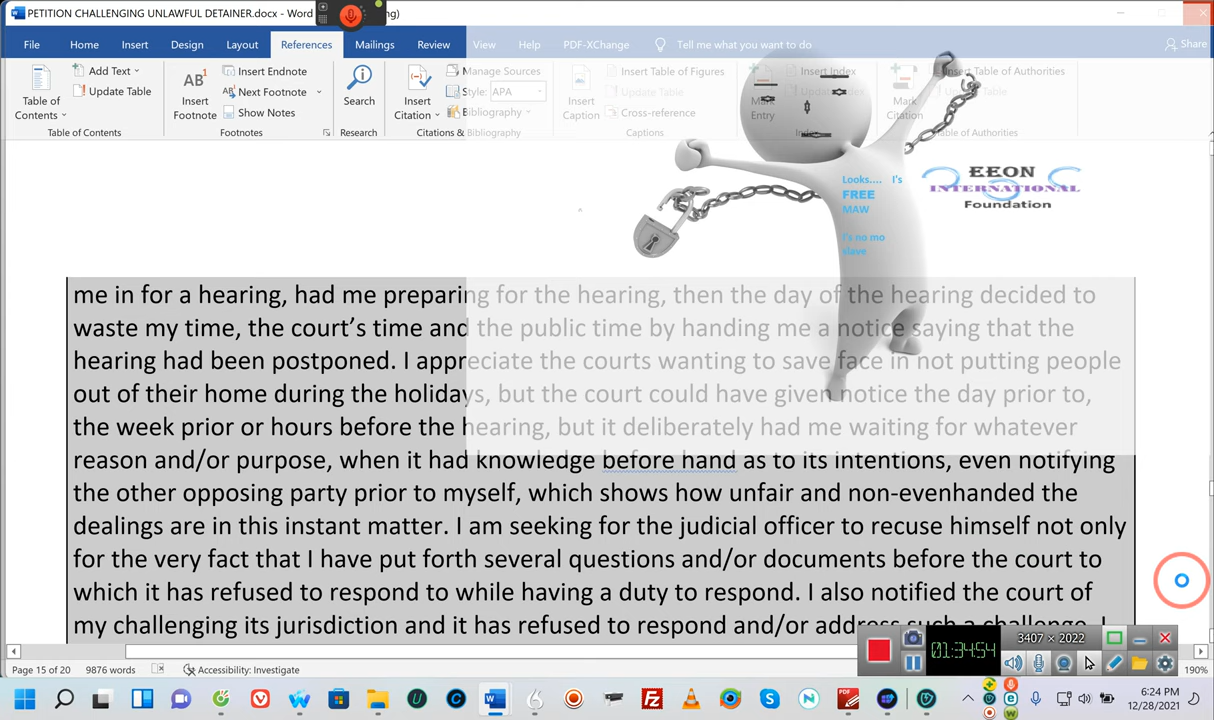 PETITION CHALLENGING UNLAWFUL DETAINER.docx - Word
File Home Insert Design Layout References Mailings Review View Help PDF-XChange Tell me what you want to do Share
Table of Contents
Add Text
Update Table
Table of Contents
AB1
Insert Footnote
Insert Endnote
Next Footnote
Show Notes
Footnotes
Search
Research
Insert Citation
Manage Sources
Style: APA
Bibliography
Citations & Bibliography
Insert Caption
Insert Table of Figures
Update Table
Cross-reference
Captions
Mark Entry
Insert Index
Update Index
Mark Citation
Insert Table of Authorities
Update Table
Table of Authorities
Looks.... I's
FREE
MAW
I's no mo
slave
EEON
INTERNATIONAL
Foundation
me in for a hearing, had me preparing for the hearing, then the day of the hearing decided to
waste my time, the court’s time and the public time by handing me a notice saying that the
hearing had been postponed. I appreciate the courts wanting to save face in not putting people
out of their home during the holidays, but the court could have given notice the day prior to,
the week prior or hours before the hearing, but it deliberately had me waiting for whatever
reason and/or purpose, when it had knowledge before hand as to its intentions, even notifying
the other opposing party prior to myself, which shows how unfair and non-evenhanded the
dealings are in this instant matter. I am seeking for the judicial officer to recuse himself not only
for the very fact that I have put forth several questions and/or documents before the court to
which it has refused to respond to while having a duty to respond. I also notified the court of
my challenging its jurisdiction and it has refused to respond and/or address such a challenge. I
01:34:54
3407 × 2022
Page 15 of 20 9876 words Accessibility: Investigate 190%
6:24 PM
12/28/2021